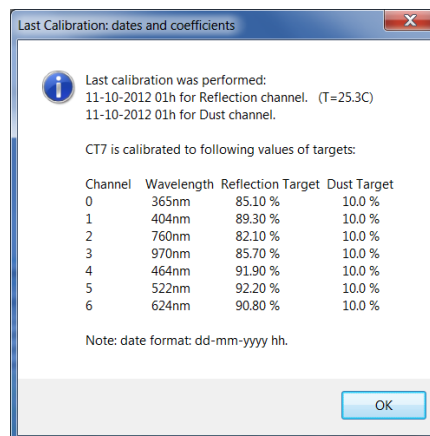 Last Calibration: dates and coefficients
Last calibration was performed:
11-10-2012 01h for Reflection channel. (T=25.3C)
11-10-2012 01h for Dust channel.
CT7 is calibrated to following values of targets:
Channel Wavelength Reflection Target Dust Target
0 365nm 85.10 % 10.0 %
1 404nm 89.30 % 10.0 %
2 760nm 82.10 % 10.0 %
3 970nm 85.70 % 10.0 %
4 464nm 91.90 % 10.0 %
5 522nm 92.20 % 10.0 %
6 624nm 90.80 % 10.0 %
Note: date format: dd-mm-yyyy hh.
OK